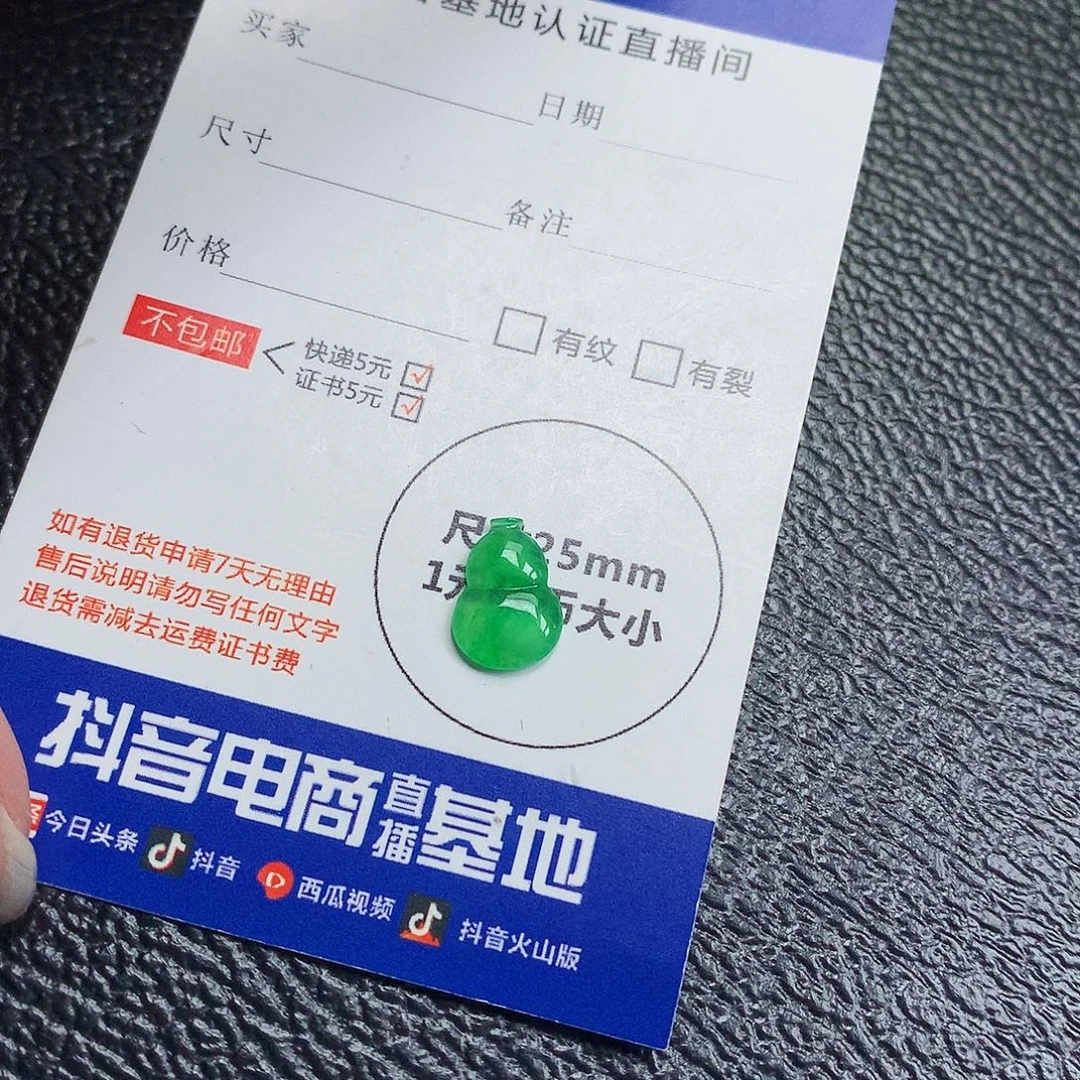 基地认证直播间
买家
日期
尺寸
备注
价格
不包邮
快递5元
证书5元
有纹
有裂
尺 25mm
1元 币大小
如有退货申请7天无理由
售后说明请勿写任何文字
退货需减去运费证书费
抖音电商直播基地
今日头条 抖音 西瓜视频 抖音火山版